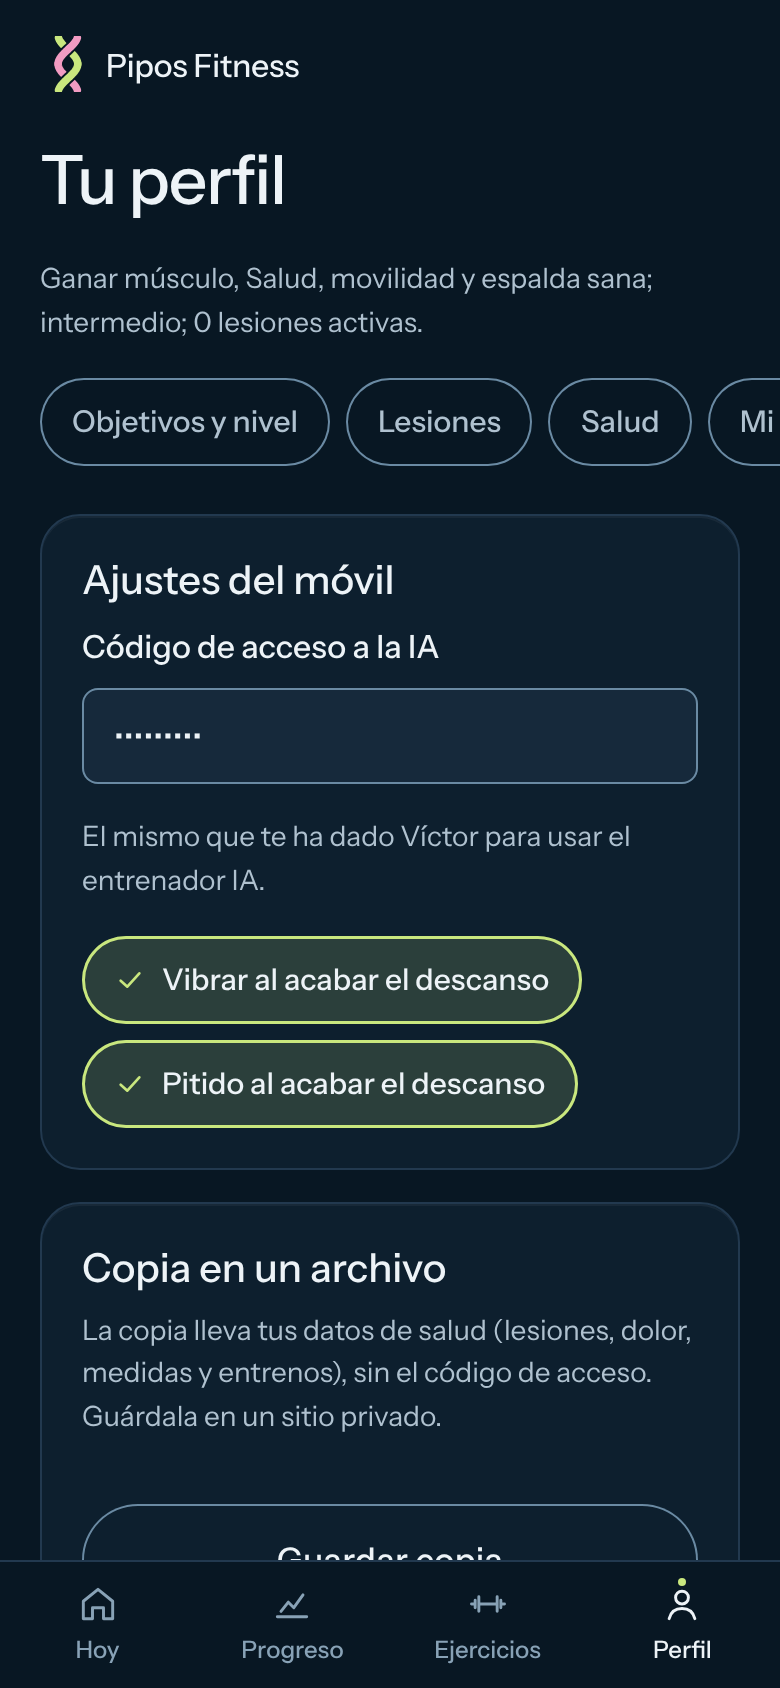 Pipos Fitness
Tu perfil
Ganar músculo, Salud, movilidad y espalda sana;
intermedio; 0 lesiones activas.
Objetivos y nivel
Lesiones
Salud
Mi
Ajustes del móvil
Código de acceso a la IA
El mismo que te ha dado Víctor para usar el
entrenador IA.
Vibrar al acabar el descanso
Pitido al acabar el descanso
Copia en un archivo
La copia lleva tus datos de salud (lesiones, dolor,
medidas y entrenos), sin el código de acceso.
Guárdala en un sitio privado.
Guardar copia
Hoy
Progreso
Ejercicios
Perfil